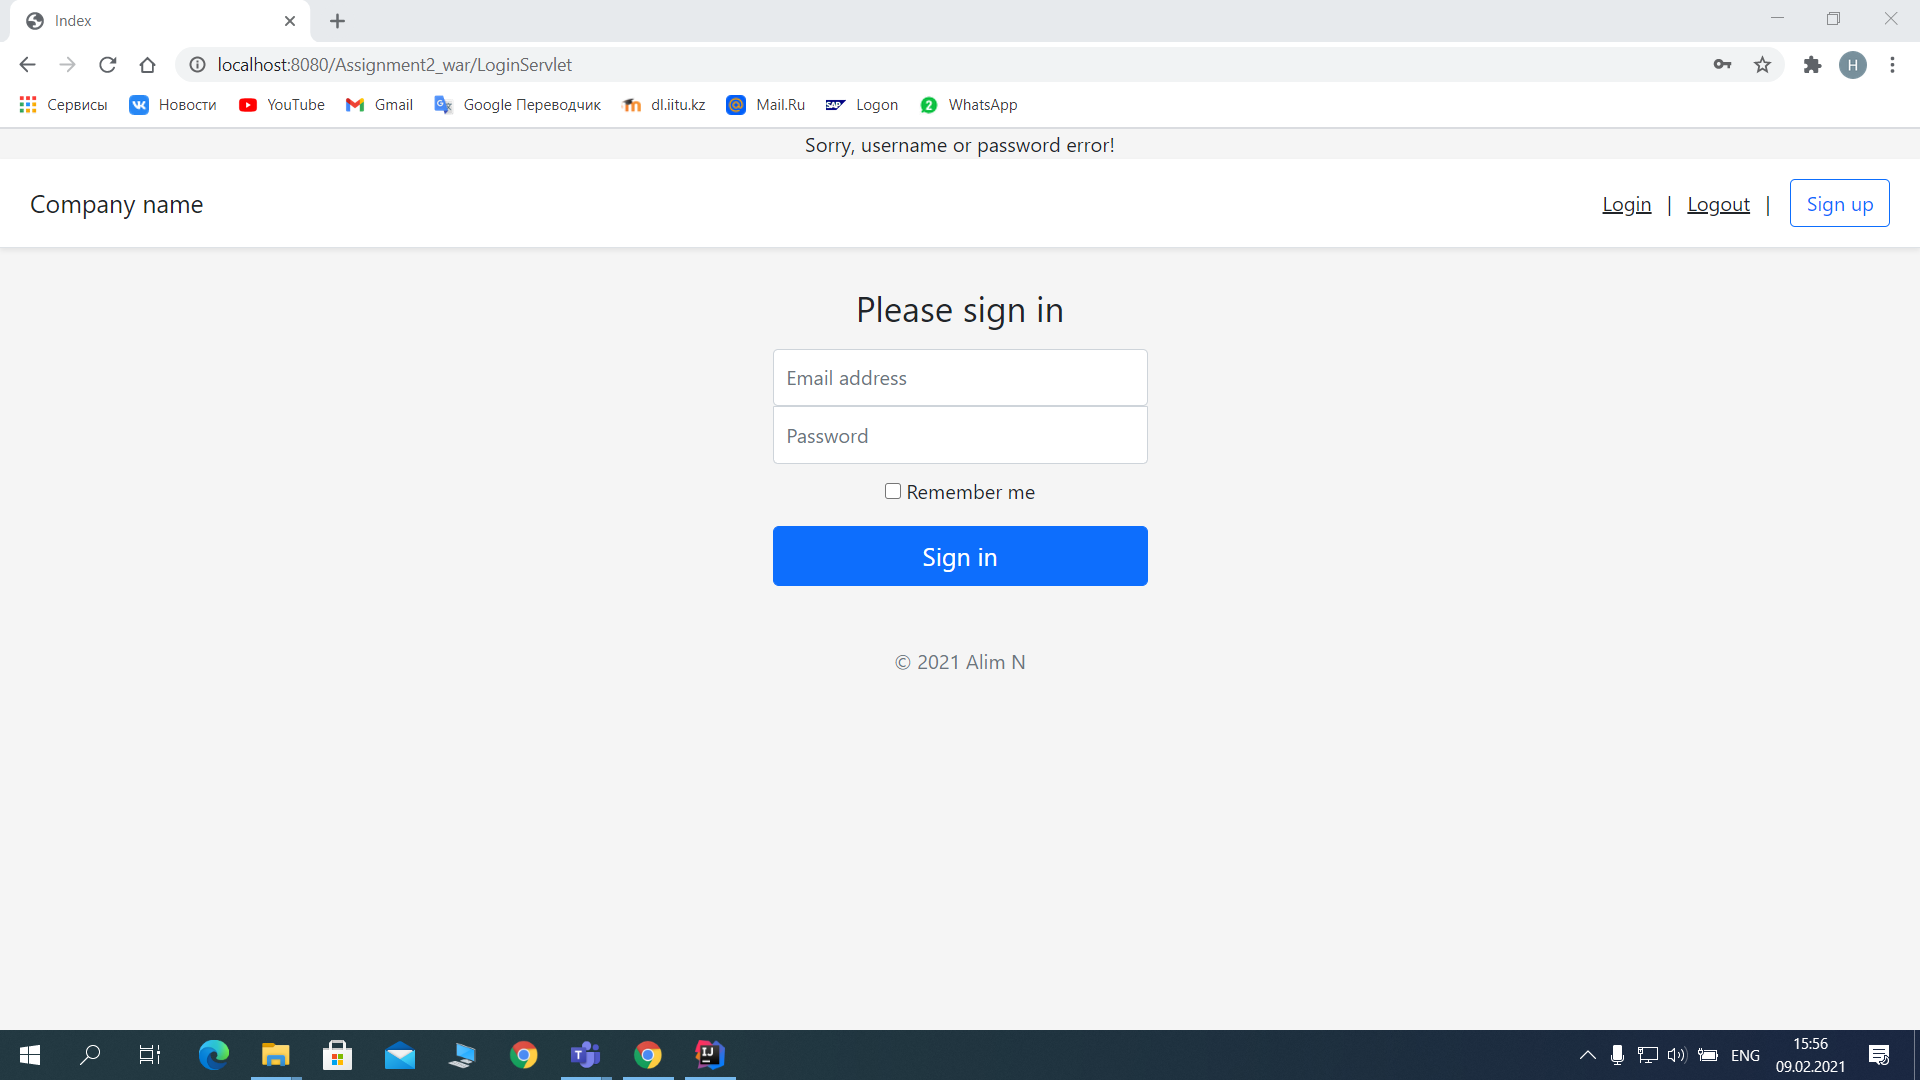 Index
localhost:8080/Assignment2_war/LoginServlet
H
Сервисы Новости YouTube Gmail Google Переводчик dl.iitu.kz Mail.Ru Logon WhatsApp
Sorry, username or password error!
Company name
Login | Logout | Sign up
Please sign in
Email address
Password
Remember me
Sign in
© 2021 Alim N
ENG
15:56
09.02.2021